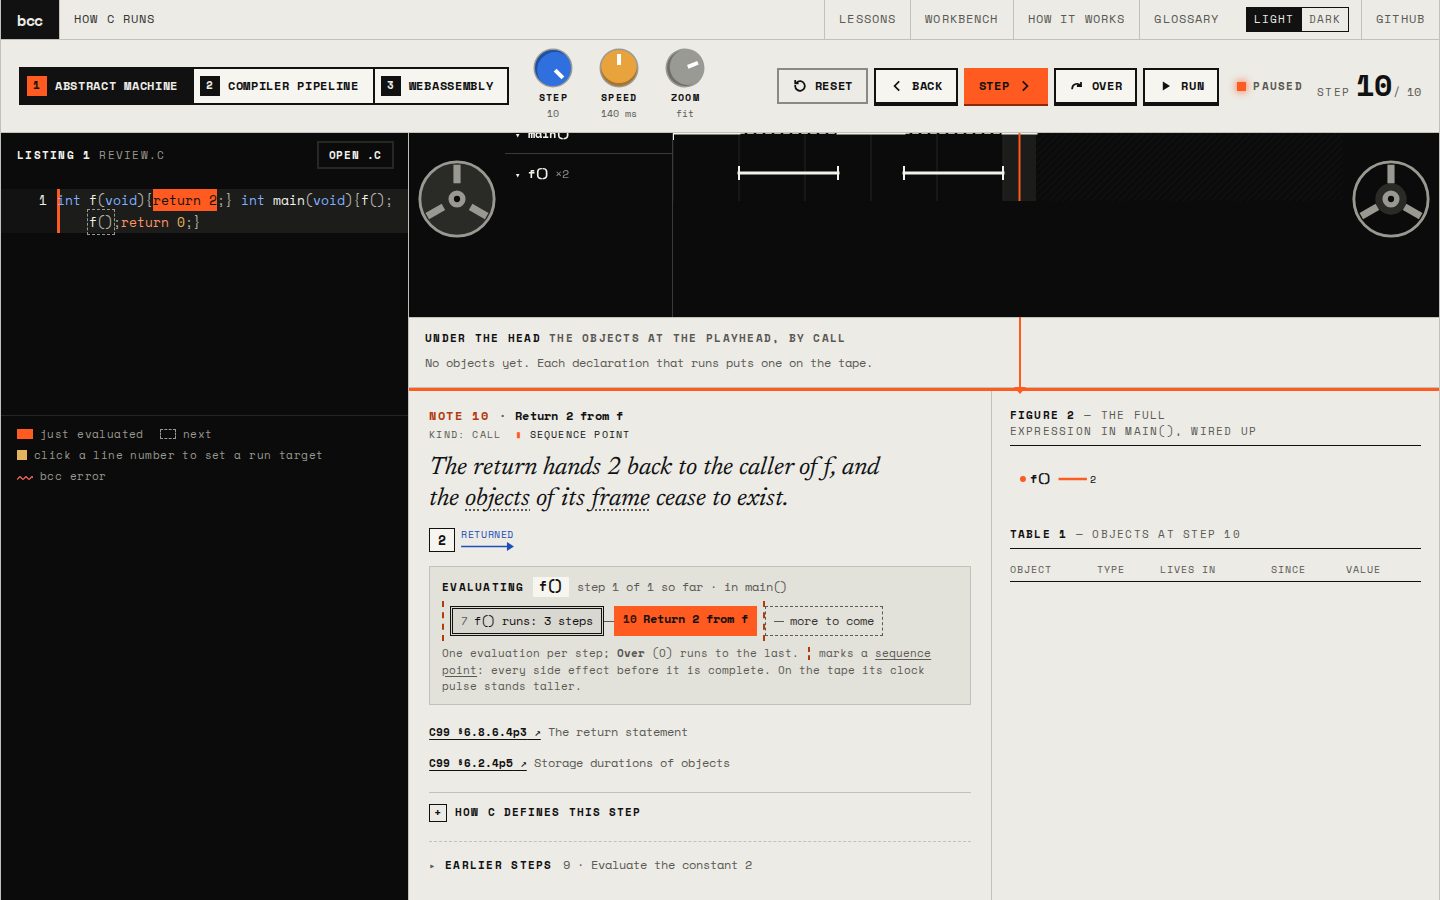 bcc HOW C RUNS LESSONS WORKBENCH HOW IT WORKS GLOSSARY LIGHT DARK GITHUB
1 ABSTRACT MACHINE 2 COMPILER PIPELINE 3 WEBASSEMBLY
STEP SPEED ZOOM
10 140 ms fit
RESET BACK STEP OVER RUN PAUSED STEP 10 / 10
LISTING 1 REVIEW.C OPEN .C
1 int f(void){return 2;} int main(void){f();
f();return 0;}
just evaluated next
click a line number to set a run target
bcc error
main()
f() ×2
UNDER THE HEAD THE OBJECTS AT THE PLAYHEAD, BY CALL
No objects yet. Each declaration that runs puts one on the tape.
NOTE 10 · Return 2 from f
KIND: CALL SEQUENCE POINT
The return hands 2 back to the caller of f, and
the objects of its frame cease to exist.
2 RETURNED
EVALUATING f() step 1 of 1 so far · in main()
7 f() runs: 3 steps 10 Return 2 from f — more to come
One evaluation per step; Over (O) runs to the last. ¦ marks a sequence
point: every side effect before it is complete. On the tape its clock
pulse stands taller.
C99 §6.8.6.4p3 ↗ The return statement
C99 §6.2.4p5 ↗ Storage durations of objects
+ HOW C DEFINES THIS STEP
▸ EARLIER STEPS 9 · Evaluate the constant 2
FIGURE 2 — THE FULL
EXPRESSION IN MAIN(), WIRED UP
f() 2
TABLE 1 — OBJECTS AT STEP 10
OBJECT TYPE LIVES IN SINCE VALUE